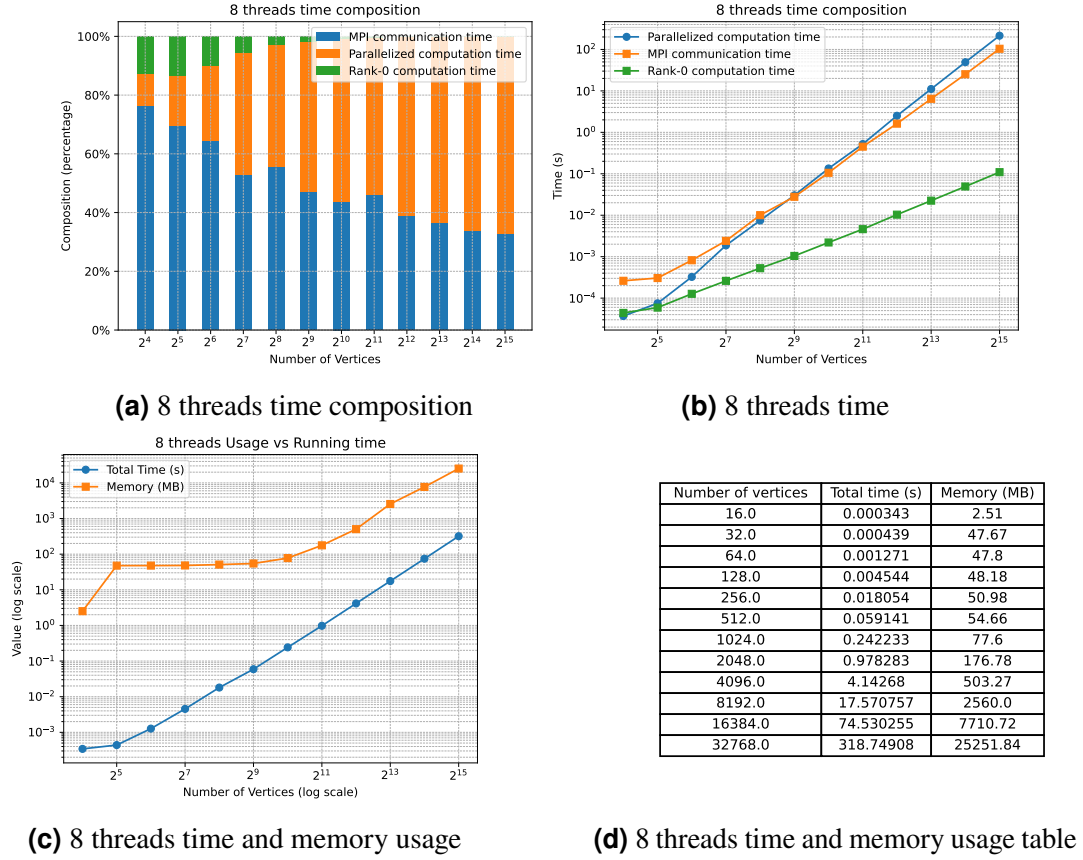 8 threads time composition
100%
80%
60%
40%
20%
0%
Composition (percentage)
MPI communication time
Parallelized computation time
Rank-0 computation time
2^4 2^5 2^6 2^7 2^8 2^9 2^10 2^11 2^12 2^13 2^14 2^15
Number of Vertices
(a) 8 threads time composition
8 threads time composition
10^2
10^1
10^0
10^-1
10^-2
10^-3
10^-4
Time (s)
Parallelized computation time
MPI communication time
Rank-0 computation time
2^5 2^7 2^9 2^11 2^13 2^15
Number of Vertices
(b) 8 threads time
8 threads Usage vs Running time
10^4
10^3
10^2
10^1
10^0
10^-1
10^-2
10^-3
Value (log scale)
Total Time (s)
Memory (MB)
2^5 2^7 2^9 2^11 2^13 2^15
Number of Vertices (log scale)
(c) 8 threads time and memory usage
Number of vertices Total time (s) Memory (MB)
16.0 0.000343 2.51
32.0 0.000439 47.67
64.0 0.001271 47.8
128.0 0.004544 48.18
256.0 0.018054 50.98
512.0 0.059141 54.66
1024.0 0.242233 77.6
2048.0 0.978283 176.78
4096.0 4.14268 503.27
8192.0 17.570757 2560.0
16384.0 74.530255 7710.72
32768.0 318.74908 25251.84
(d) 8 threads time and memory usage table